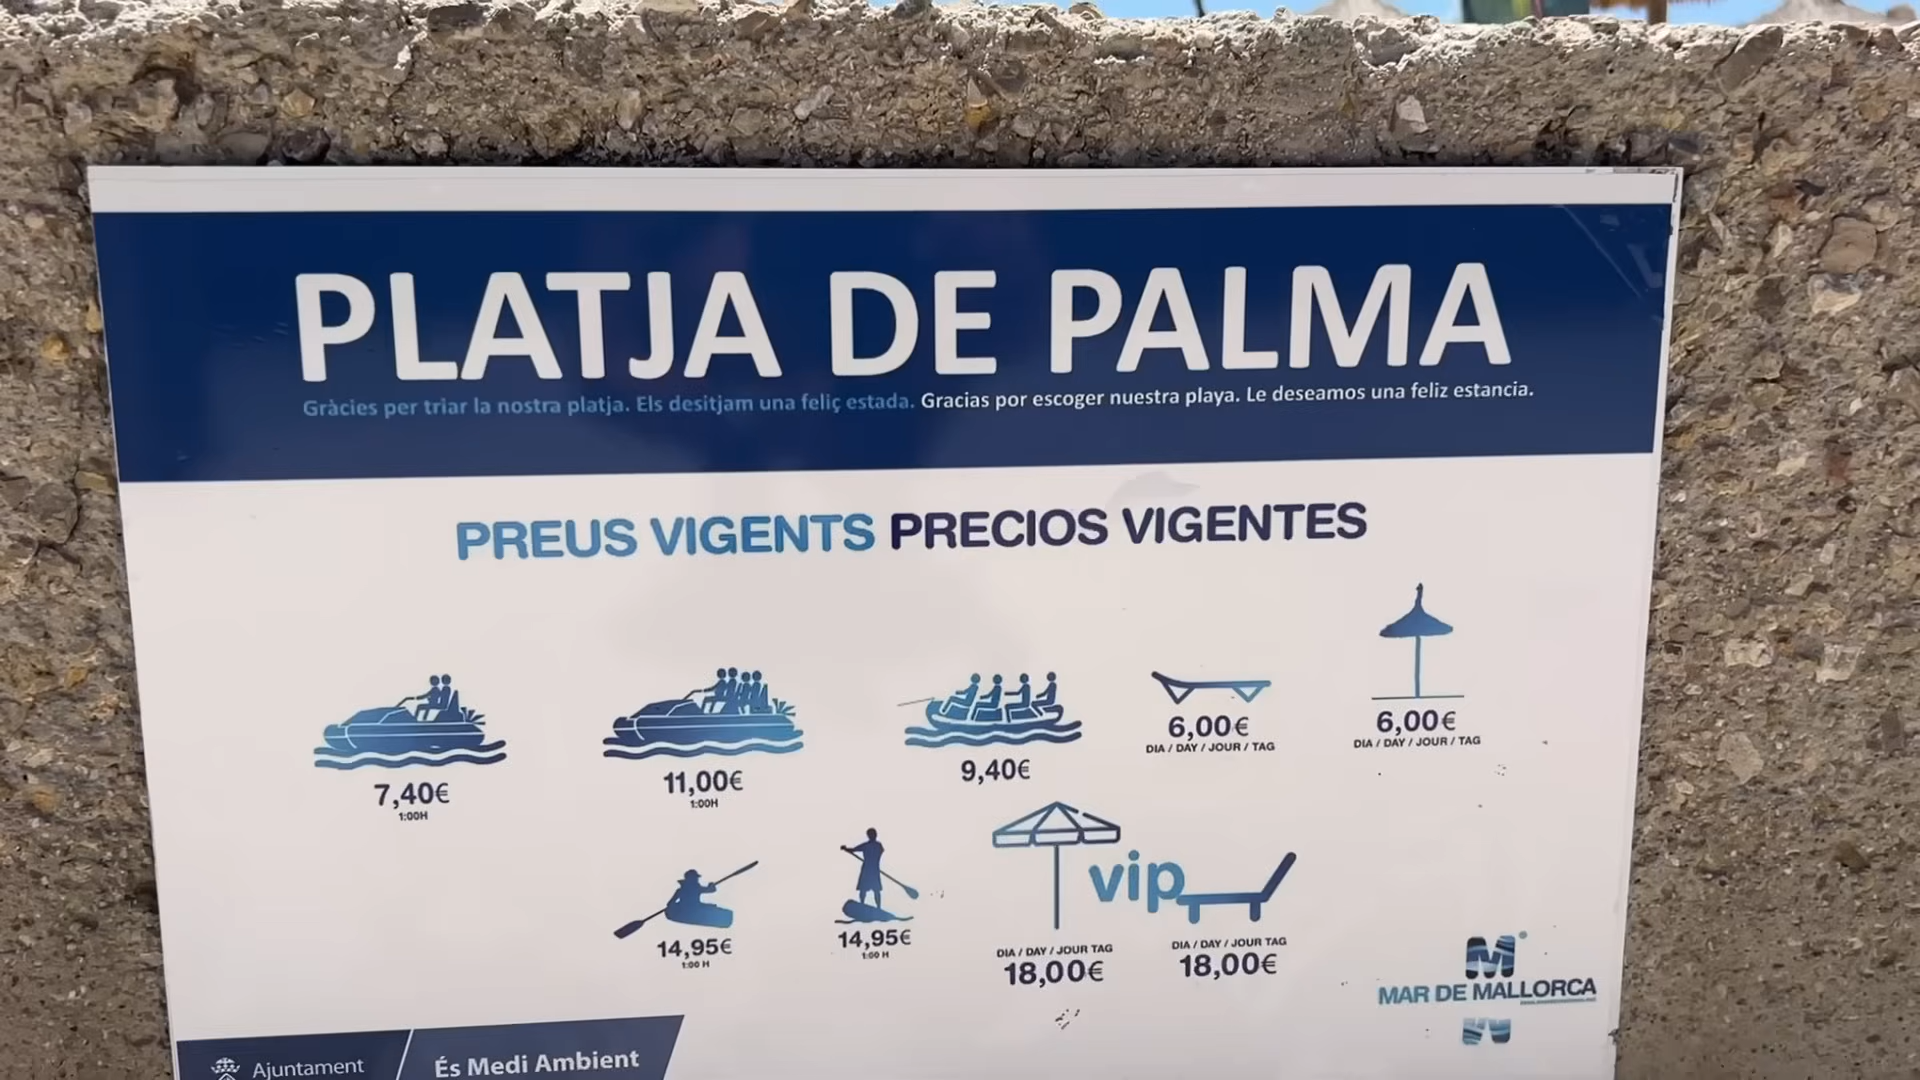 PLATJA DE PALMA
Gràcies per triar la nostra platja. Els desitjam una feliç estada. Gracias por escoger nuestra playa. Le deseamos una feliz estancia.
PREUS VIGENTS PRECIOS VIGENTES
7,40€
1:00H
11,00€
1:00H
9,40€
6,00€
DIA / DAY / JOUR / TAG
6,00€
DIA / DAY / JOUR / TAG
14,95€
1:00 H
14,95€
1:00 H
vip
DIA / DAY / JOUR TAG
18,00€
DIA / DAY / JOUR TAG
18,00€
M
MAR DE MALLORCA
Ajuntament
És Medi Ambient